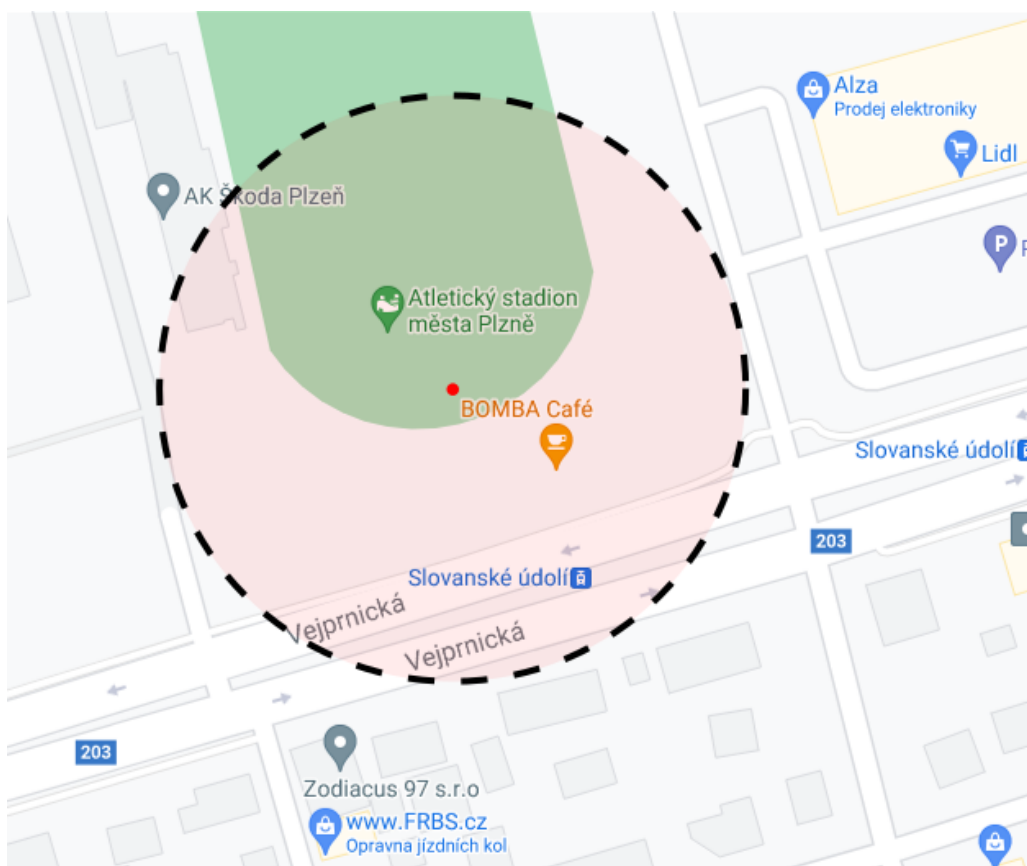 Alza
Prodej elektroniky
Lidl
AK Škoda Plzeň
P
Atletický stadion
města Plzně
BOMBA Café
Slovanské údolí
203
Slovanské údolí
Vejprnická
Vejprnická
203
Zodiacus 97 s.r.o
www.FRBS.cz
Opravna jízdních kol